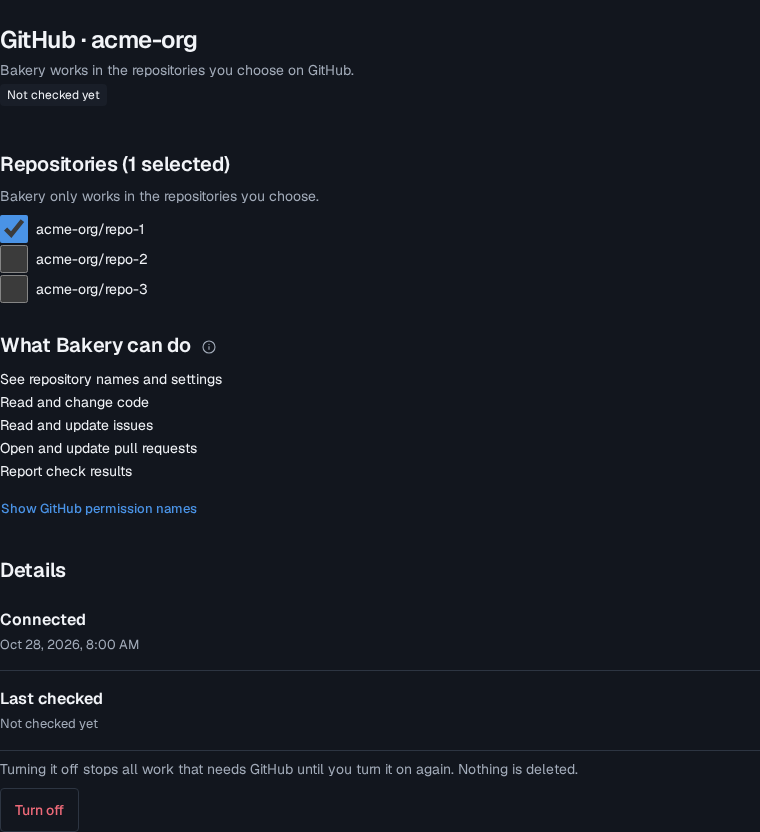 GitHub · acme-org
Bakery works in the repositories you choose on GitHub.
Not checked yet
Repositories (1 selected)
Bakery only works in the repositories you choose.
acme-org/repo-1
acme-org/repo-2
acme-org/repo-3
What Bakery can do
See repository names and settings
Read and change code
Read and update issues
Open and update pull requests
Report check results
Show GitHub permission names
Details
Connected
Oct 28, 2026, 8:00 AM
Last checked
Not checked yet
Turning it off stops all work that needs GitHub until you turn it on again. Nothing is deleted.
Turn off